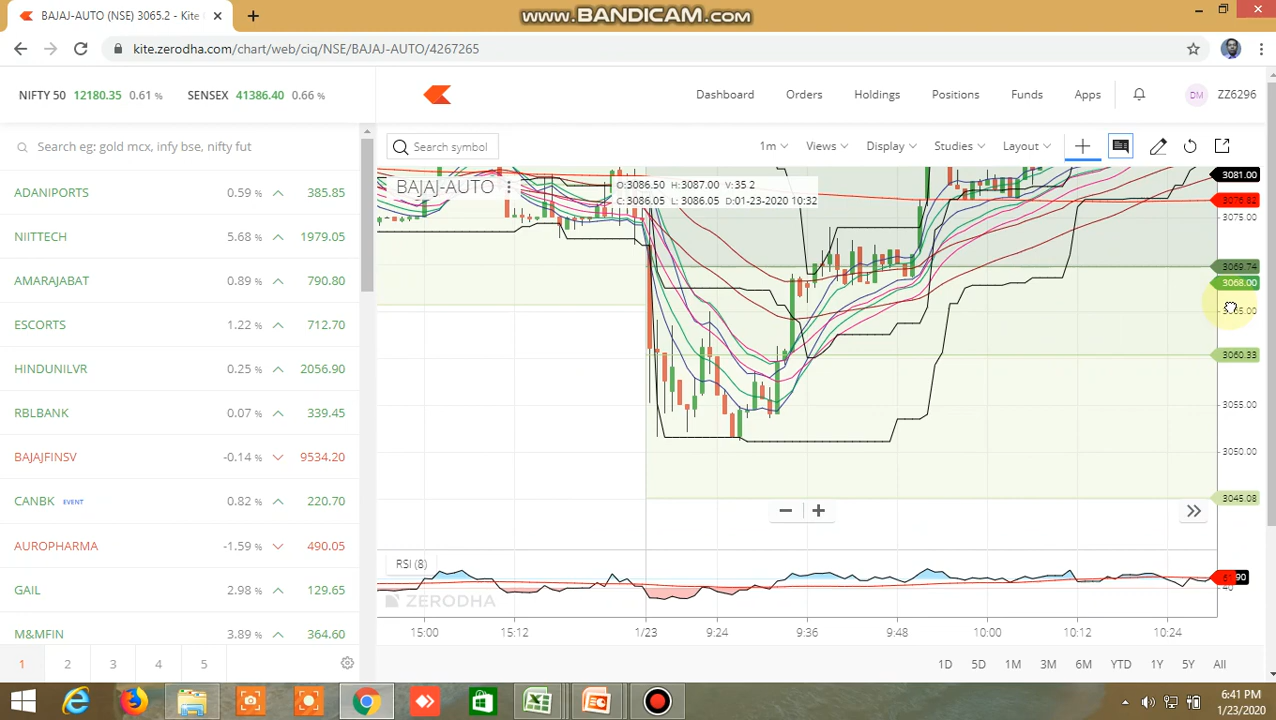 BAJAJ-AUTO (NSE) 3065.2 - Kite
www.BANDICAM.com
kite.zerodha.com/chart/web/ciq/NSE/BAJAJ-AUTO/4267265
NIFTY 50 12180.35 0.61 % SENSEX 41386.40 0.66 %
Dashboard Orders Holdings Positions Funds Apps DM ZZ6296
Search eg: gold mcx, infy bse, nifty fut
Search symbol 1m Views Display Studies Layout
ADANIPORTS 0.59 % 385.85
NIITTECH 5.68 % 1979.05
AMARAJABAT 0.89 % 790.80
ESCORTS 1.22 % 712.70
HINDUNILVR 0.25 % 2056.90
RBLBANK 0.07 % 339.45
BAJAJFINSV -0.14 % 9534.20
CANBK EVENT 0.82 % 220.70
AUROPHARMA -1.59 % 490.05
GAIL 2.98 % 129.65
M&MFIN 3.89 % 364.60
1 2 3 4 5
BAJAJ-AUTO
O:3086.50 H:3087.00 V:35 2
C:3086.05 L:3086.05 D:01-23-2020 10:32
3081.00
3076.82
3075.00
3069.74
3068.00
3060.33
3055.00
3050.00
3045.08
RSI (8)
ZERODHA
15:00 15:12 1/23 9:24 9:36 9:48 10:00 10:12 10:24
1D 5D 1M 3M 6M YTD 1Y 5Y All
6:41 PM
1/23/2020